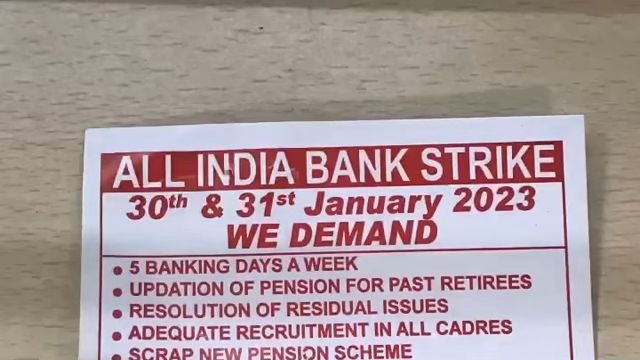 ALL INDIA BANK STRIKE
30th & 31st January 2023
WE DEMAND
• 5 BANKING DAYS A WEEK
• UPDATION OF PENSION FOR PAST RETIREES
• RESOLUTION OF RESIDUAL ISSUES
• ADEQUATE RECRUITMENT IN ALL CADRES
• SCRAP NEW PENSION SCHEME